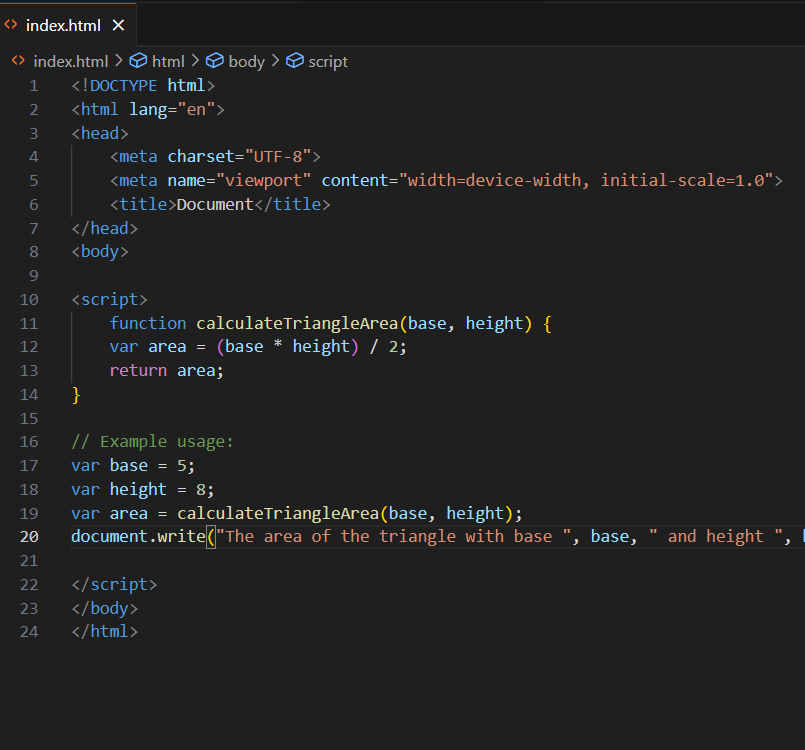 index.html
index.html > html > body > script
1 <!DOCTYPE html>
2 <html lang="en">
3 <head>
4     <meta charset="UTF-8">
5     <meta name="viewport" content="width=device-width, initial-scale=1.0">
6     <title>Document</title>
7 </head>
8 <body>
9
10 <script>
11     function calculateTriangleArea(base, height) {
12     var area = (base * height) / 2;
13     return area;
14 }
15
16 // Example usage:
17 var base = 5;
18 var height = 8;
19 var area = calculateTriangleArea(base, height);
20 document.write("The area of the triangle with base ", base, " and height ",
21
22 </script>
23 </body>
24 </html>